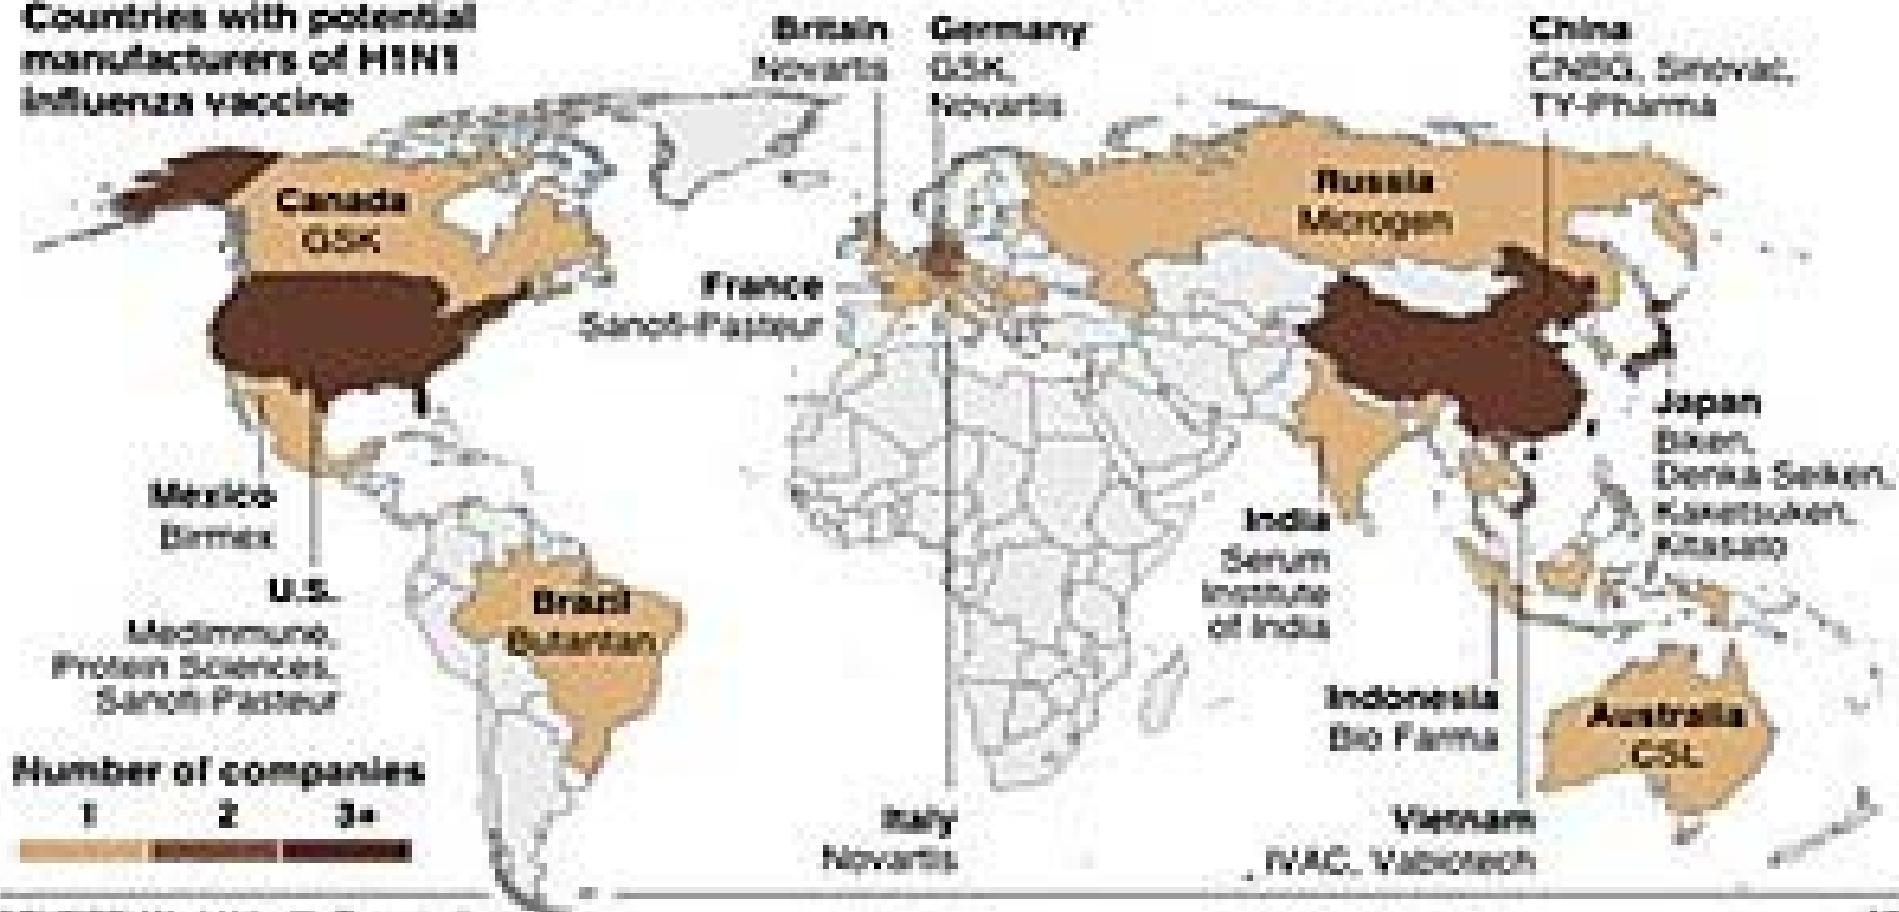 Countries with potential
manufacturers of H1N1
influenza vaccine
Britain
Novartis
Germany
GSK,
Novartis
China
CNBG, Sinovac,
TY-Pharma
Canada
GSK
Russia
Microgen
France
Sanofi-Pasteur
Japan
Biken,
Denka Seiken,
Kaketsuken,
Kitasato
Mexico
Birmex
India
Serum
Institute
of India
U.S.
MedImmune,
Protein Sciences,
Sanofi-Pasteur
Brazil
Butantan
Indonesia
Bio Farma
Australia
CSL
Number of companies
1 2 3+
Italy
Novartis
Vietnam
IVAC, Vabiotech